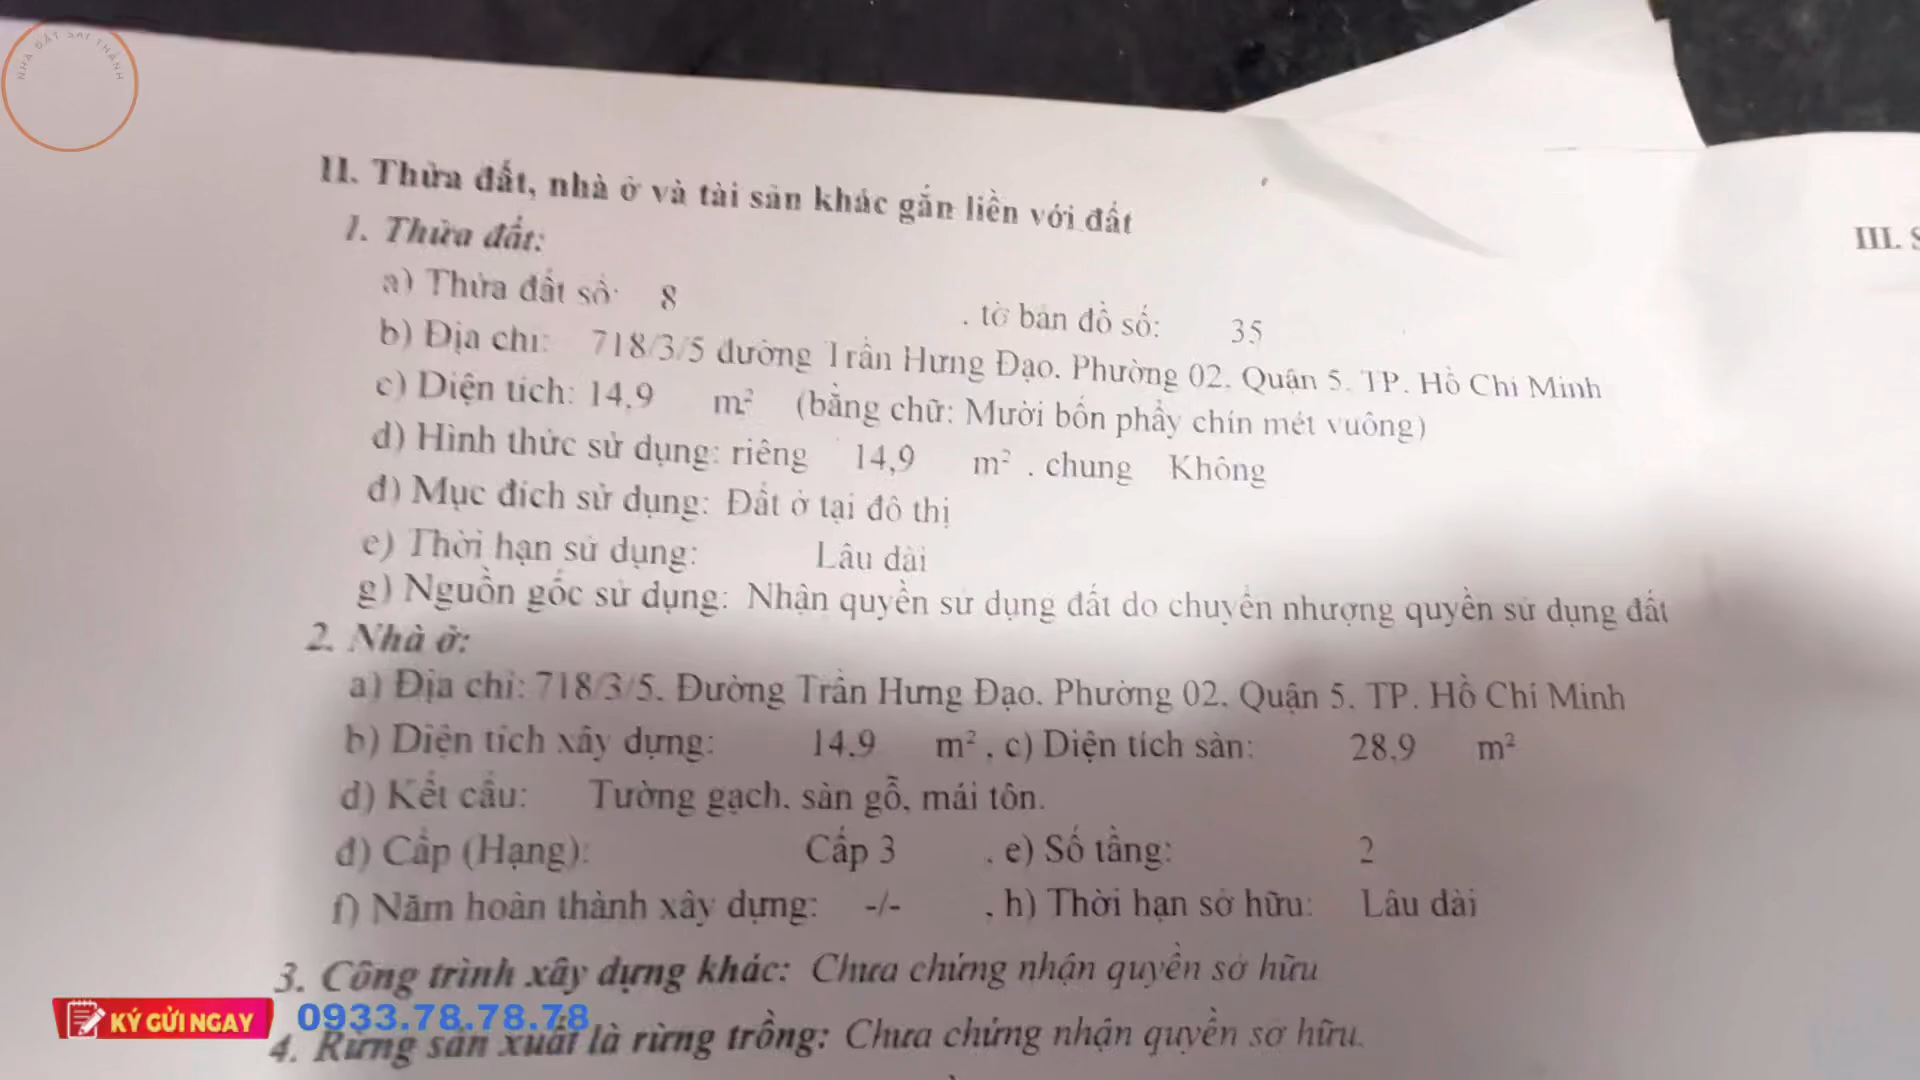 NHÀ ĐẤT SÀI THÀNH
II. Thửa đất, nhà ở và tài sản khác gắn liền với đất
1. Thửa đất:
a) Thửa đất số: 8 , tờ bản đồ số: 35
b) Địa chỉ: 718/3/5 đường Trần Hưng Đạo, Phường 02, Quận 5, TP. Hồ Chí Minh
c) Diện tích: 14,9 m² (bằng chữ: Mười bốn phẩy chín mét vuông)
d) Hình thức sử dụng: riêng 14,9 m² , chung Không
đ) Mục đích sử dụng: Đất ở tại đô thị
e) Thời hạn sử dụng: Lâu dài
g) Nguồn gốc sử dụng: Nhận quyền sử dụng đất do chuyển nhượng quyền sử dụng đất
2. Nhà ở:
a) Địa chỉ: 718/3/5, Đường Trần Hưng Đạo, Phường 02, Quận 5, TP. Hồ Chí Minh
b) Diện tích xây dựng: 14.9 m² , c) Diện tích sàn: 28,9 m²
d) Kết cấu: Tường gạch, sàn gỗ, mái tôn.
đ) Cấp (Hạng): Cấp 3 , e) Số tầng: 2
f) Năm hoàn thành xây dựng: -/- , h) Thời hạn sở hữu: Lâu dài
3. Công trình xây dựng khác: Chưa chứng nhận quyền sở hữu
4. Rừng sản xuất là rừng trồng: Chưa chứng nhận quyền sở hữu.
III. S
KÝ GỬI NGAY 0933.78.78.78